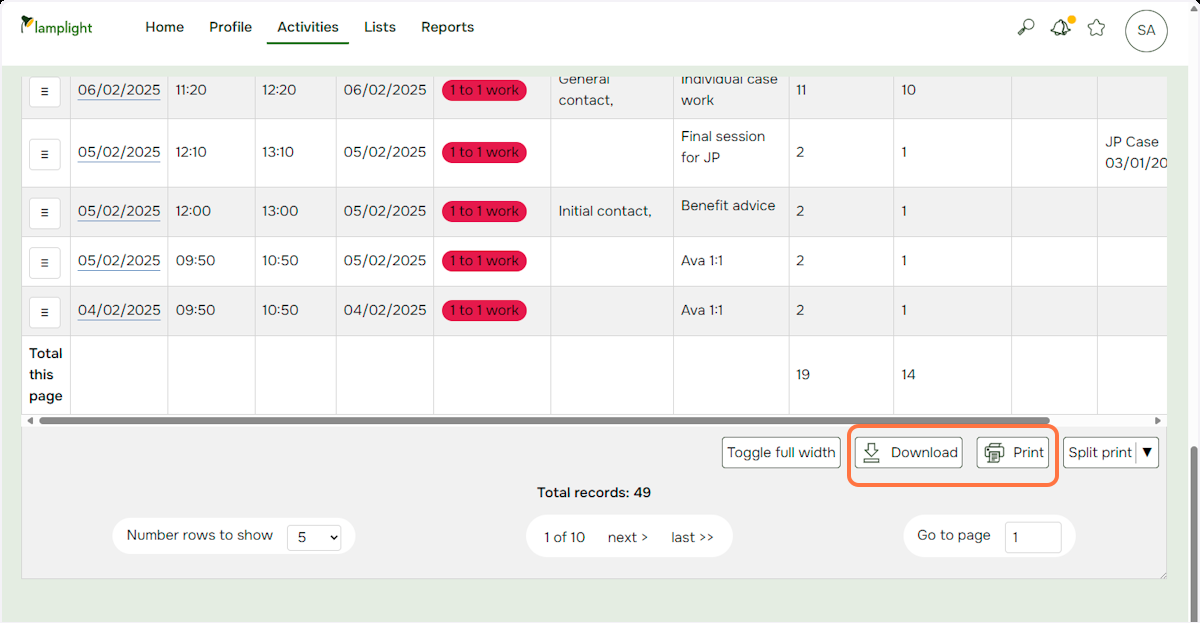 lamplight Home Profile Activities Lists Reports SA
06/02/2025 11:20 12:20 06/02/2025 1 to 1 work General contact, Individual case work 11 10
05/02/2025 12:10 13:10 05/02/2025 1 to 1 work Final session for JP 2 1 JP Case 03/01/20
05/02/2025 12:00 13:00 05/02/2025 1 to 1 work Initial contact, Benefit advice 2 1
05/02/2025 09:50 10:50 05/02/2025 1 to 1 work Ava 1:1 2 1
04/02/2025 09:50 10:50 04/02/2025 1 to 1 work Ava 1:1 2 1
Total this page 19 14
Toggle full width Download Print Split print ▼
Total records: 49
Number rows to show 5 1 of 10 next > last >> Go to page 1